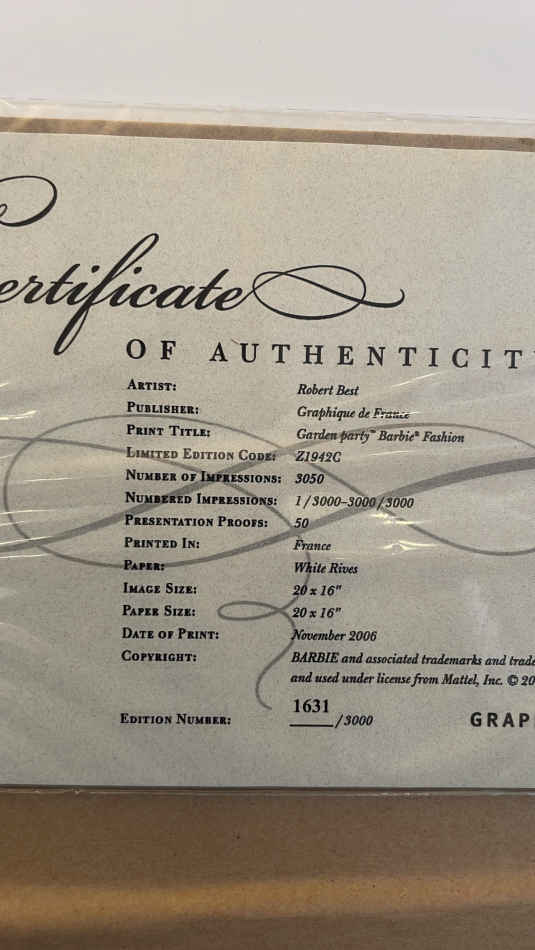 ertificate
OF AUTHENTICIT
ARTIST: Robert Best
PUBLISHER: Graphique de France
PRINT TITLE: Garden party™ Barbie® Fashion
LIMITED EDITION CODE: Z1942C
NUMBER OF IMPRESSIONS: 3050
NUMBERED IMPRESSIONS: 1/3000–3000/3000
PRESENTATION PROOFS: 50
PRINTED IN: France
PAPER: White Rives
IMAGE SIZE: 20 x 16"
PAPER SIZE: 20 x 16"
DATE OF PRINT: November 2006
COPYRIGHT: BARBIE and associated trademarks and trade
and used under license from Mattel, Inc. © 20
EDITION NUMBER: 1631/3000 GRAP